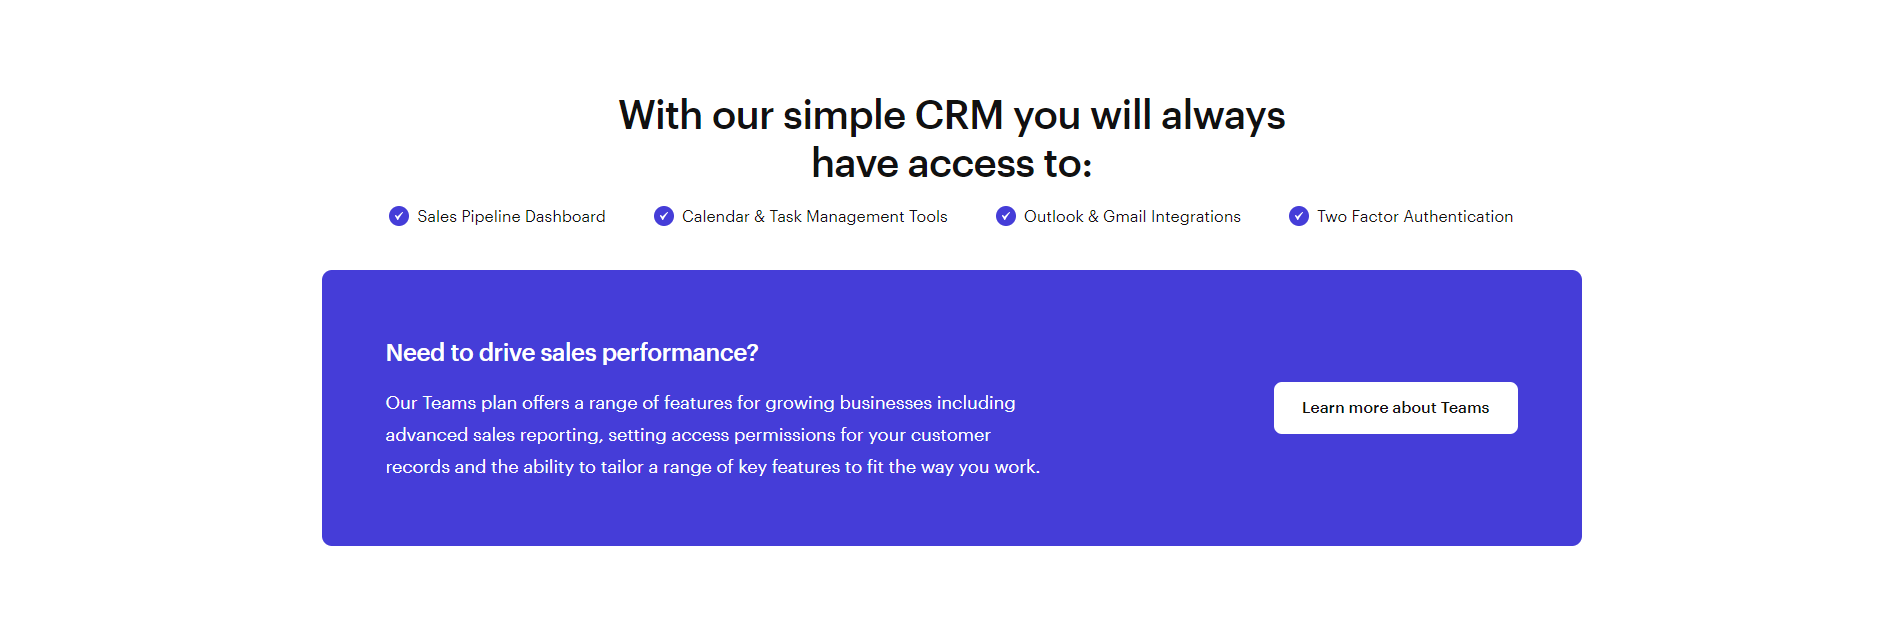 With our simple CRM you will always
have access to:
Sales Pipeline Dashboard
Calendar & Task Management Tools
Outlook & Gmail Integrations
Two Factor Authentication
Need to drive sales performance?
Our Teams plan offers a range of features for growing businesses including
advanced sales reporting, setting access permissions for your customer
records and the ability to tailor a range of key features to fit the way you work.
Learn more about Teams